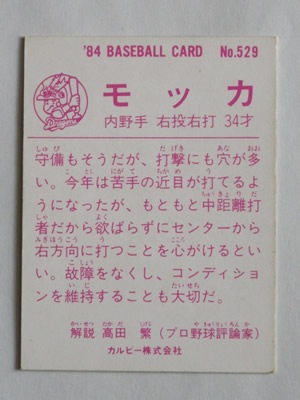 '84 BASEBALL CARD No.529
Dragons
モッカ
内野手 右投右打 34才
守備もそうだが、打撃にも穴が多
い。今年は苦手の近目が打てるよ
うになったが、もともと中距離打
者だから欲ばらずにセンターから
右方向に打つことを心がけるとい
い。故障をなくし、コンディショ
ンを維持することも大切だ。
解説 高田 繁 (プロ野球評論家)
カルビー株式会社